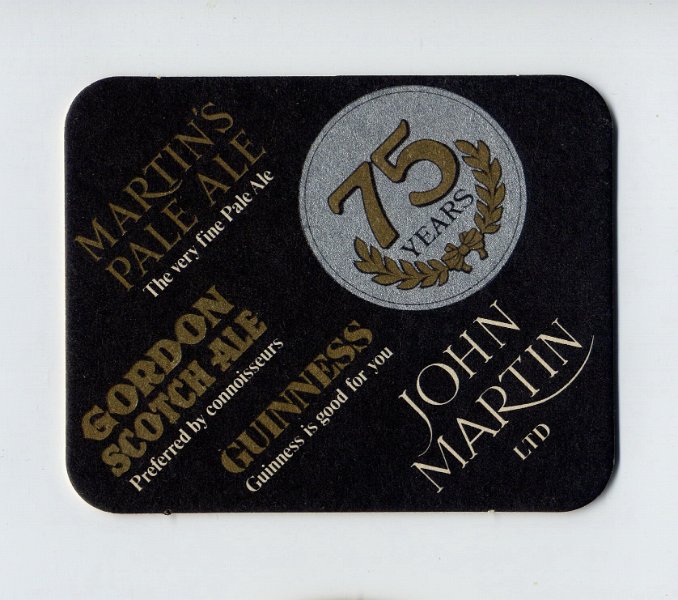 MARTIN'S
PALE ALE
The very fine Pale Ale
75
YEARS
GORDON
SCOTCH ALE
Preferred by connoisseurs
GUINNESS
Guinness is good for you
JOHN
MARTIN
LTD